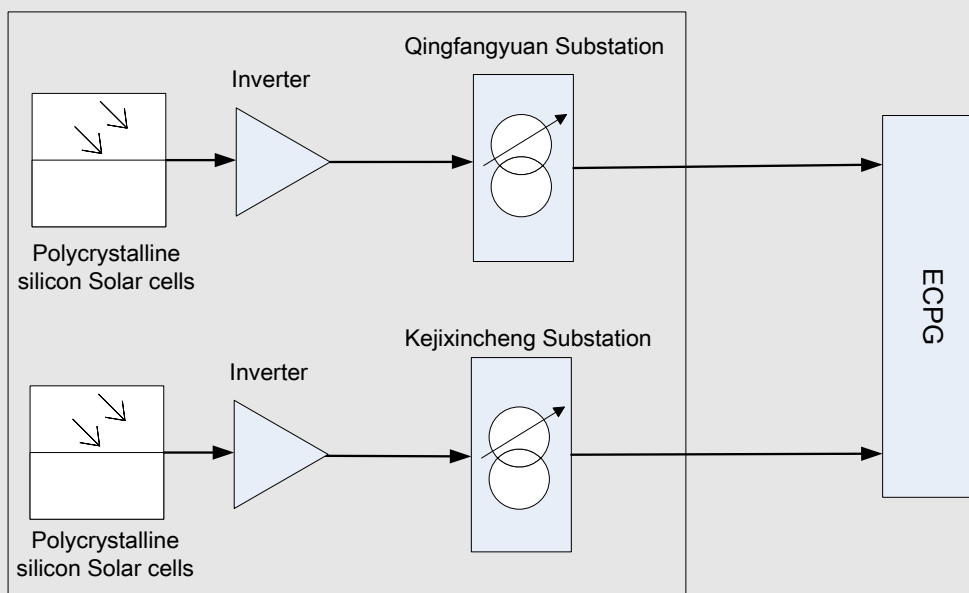 Qingfangyuan Substation
Inverter
Polycrystalline
silicon Solar cells
ECPG
Kejixincheng Substation
Inverter
Polycrystalline
silicon Solar cells